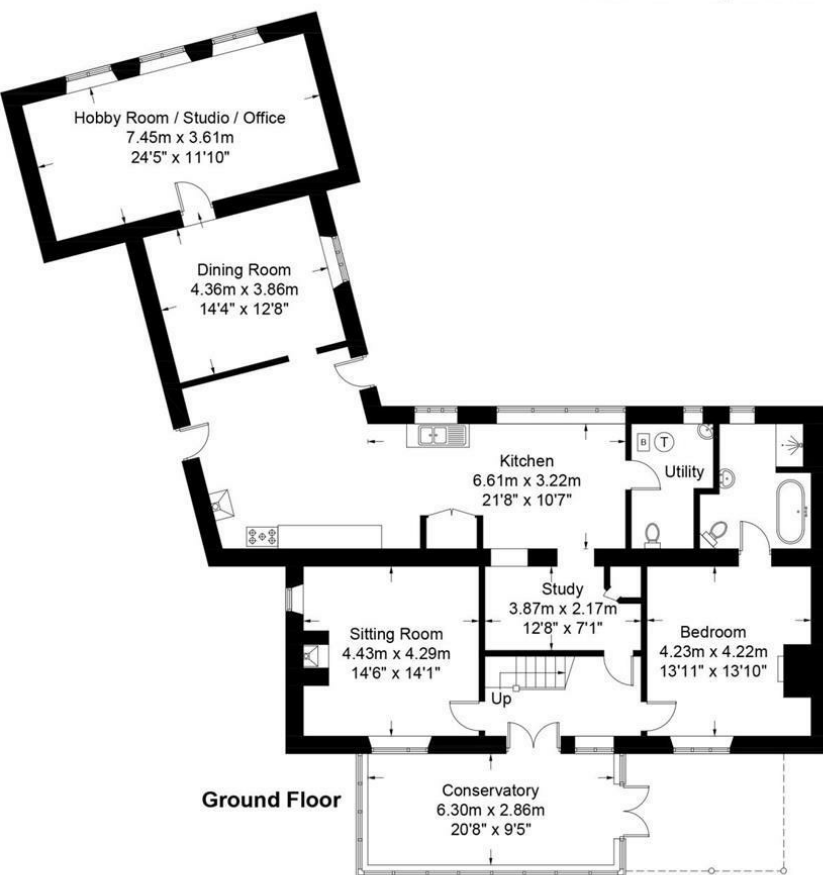 Hobby Room / Studio / Office
7.45m x 3.61m
24'5" x 11'10"
Dining Room
4.36m x 3.86m
14'4" x 12'8"
Kitchen
6.61m x 3.22m
21'8" x 10'7"
B
T
Utility
Sitting Room
4.43m x 4.29m
14'6" x 14'1"
Study
3.87m x 2.17m
12'8" x 7'1"
Bedroom
4.23m x 4.22m
13'11" x 13'10"
Up
Ground Floor
Conservatory
6.30m x 2.86m
20'8" x 9'5"